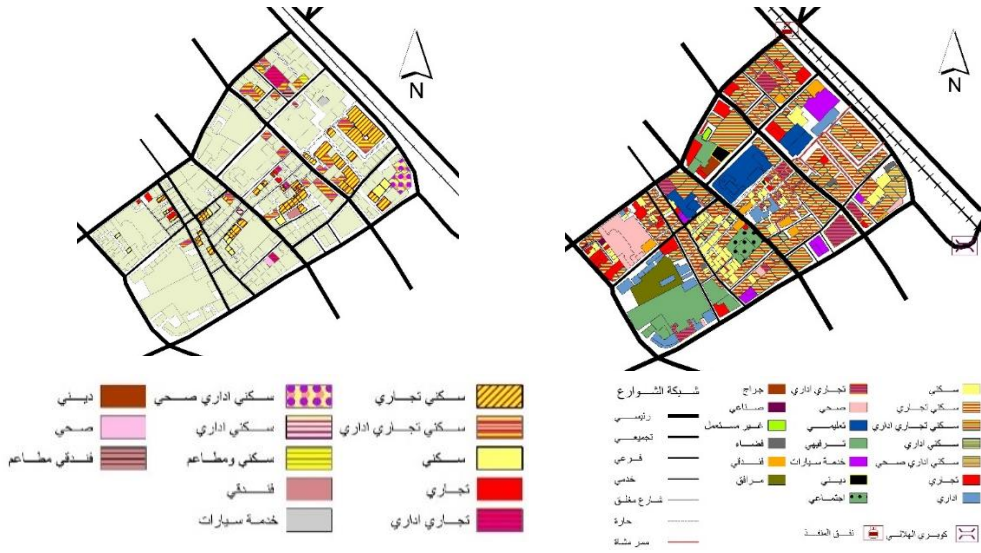 N
N
سكني تجاري
سكني اداري صحي
ديني
سكني تجاري اداري
سكني اداري
صحي
سكني
سكني ومطاعم
فندقي مطاعم
تجاري
فندقي
تجاري اداري
خدمة سيارات
سكني
تجاري اداري
جراج
شبكة الشوارع
سكني تجاري
صحي
صناعي
رئيسي
سكني تجاري اداري
تعليمي
غير مستعمل
تجميعي
سكني اداري
ترفيهي
فضاء
فرعي
سكني اداري صحي
خدمة سيارات
فندقي
خدمي
تجاري
ديني
مرافق
شارع مغلق
اداري
اجتماعي
حارة
كوبري الهلالي
نفق المنفذ
ممر مشاة